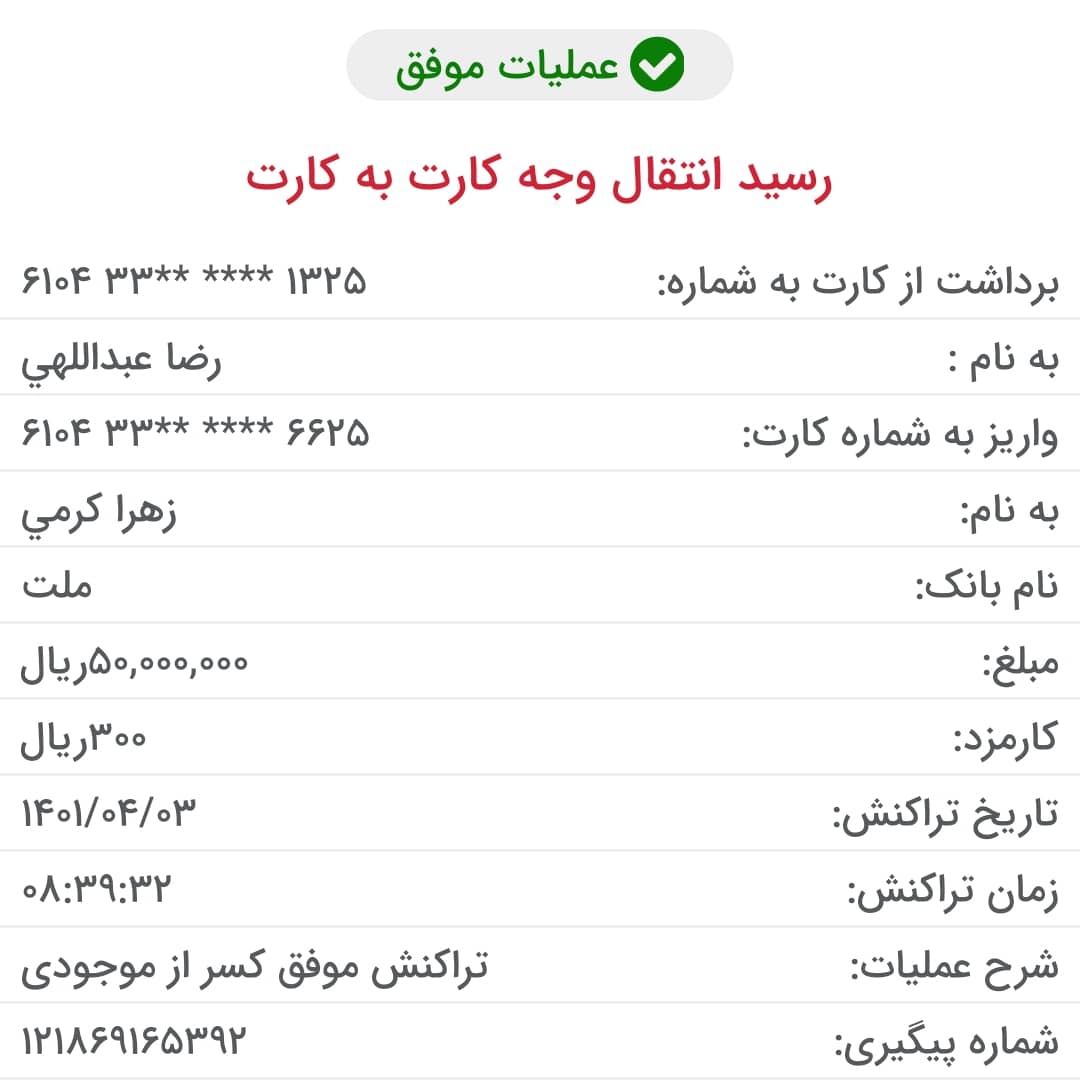 عملیات موفق
رسید انتقال وجه کارت به کارت
برداشت از کارت به شماره: ۶۱۰۴ ۳۳** **** ۱۳۲۵
به نام : رضا عبداللهي
واریز به شماره کارت: ۶۱۰۴ ۳۳** **** ۶۶۲۵
به نام: زهرا کرمي
نام بانک: ملت
مبلغ: ۵۰,۰۰۰,۰۰۰ریال
کارمزد: ۳۰۰ریال
تاریخ تراکنش: ۱۴۰۱/۰۴/۰۳
زمان تراکنش: ۰۸:۳۹:۳۲
شرح عملیات: تراکنش موفق کسر از موجودی
شماره پیگیری: ۱۲۱۸۶۹۱۶۵۳۹۲